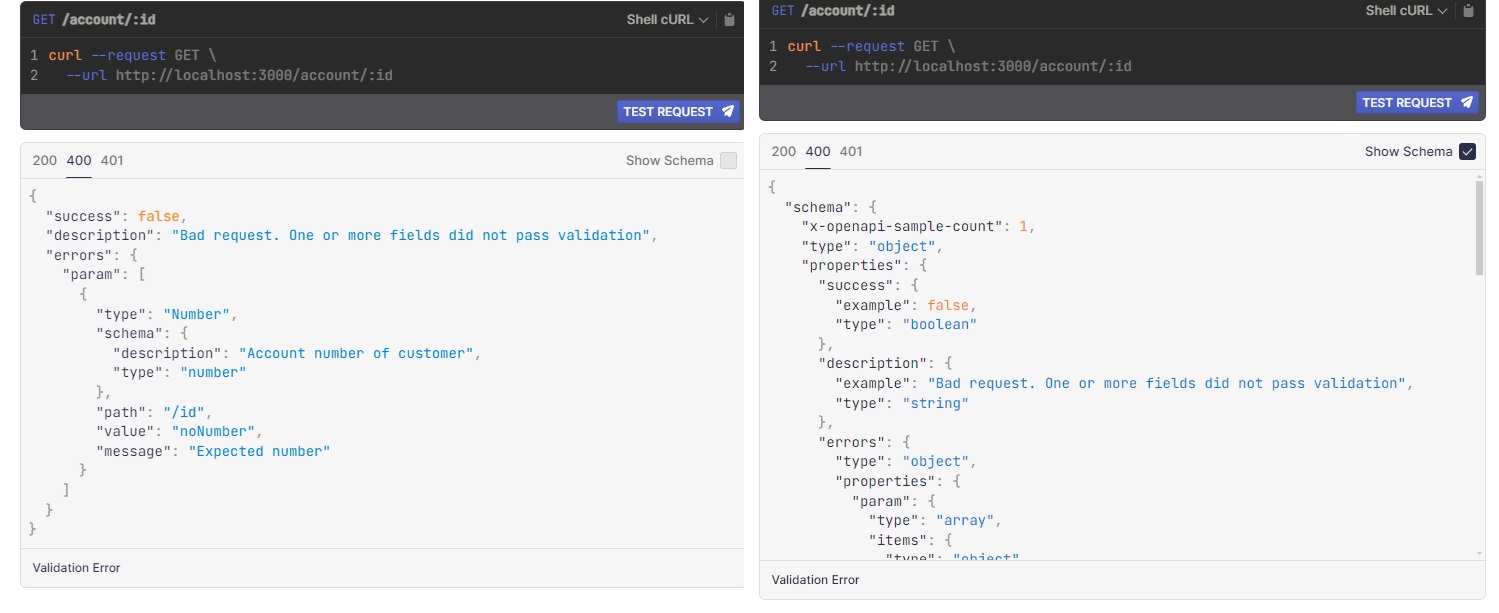 GET /account/:id
Shell cURL
1 curl --request GET \
2 --url http://localhost:3000/account/:id
TEST REQUEST
200 400 401
Show Schema
{
"success": false,
"description": "Bad request. One or more fields did not pass validation",
"errors": {
"param": [
{
"type": "Number",
"schema": {
"description": "Account number of customer",
"type": "number"
},
"path": "/id",
"value": "noNumber",
"message": "Expected number"
}
]
}
}
Validation Error
GET /account/:id
Shell cURL
1 curl --request GET \
2 --url http://localhost:3000/account/:id
TEST REQUEST
200 400 401
Show Schema
{
"schema": {
"x-openapi-sample-count": 1,
"type": "object",
"properties": {
"success": {
"example": false,
"type": "boolean"
},
"description": {
"example": "Bad request. One or more fields did not pass validation",
"type": "string"
},
"errors": {
"type": "object",
"properties": {
"param": {
"type": "array",
"items": {
"type": "object"
Validation Error